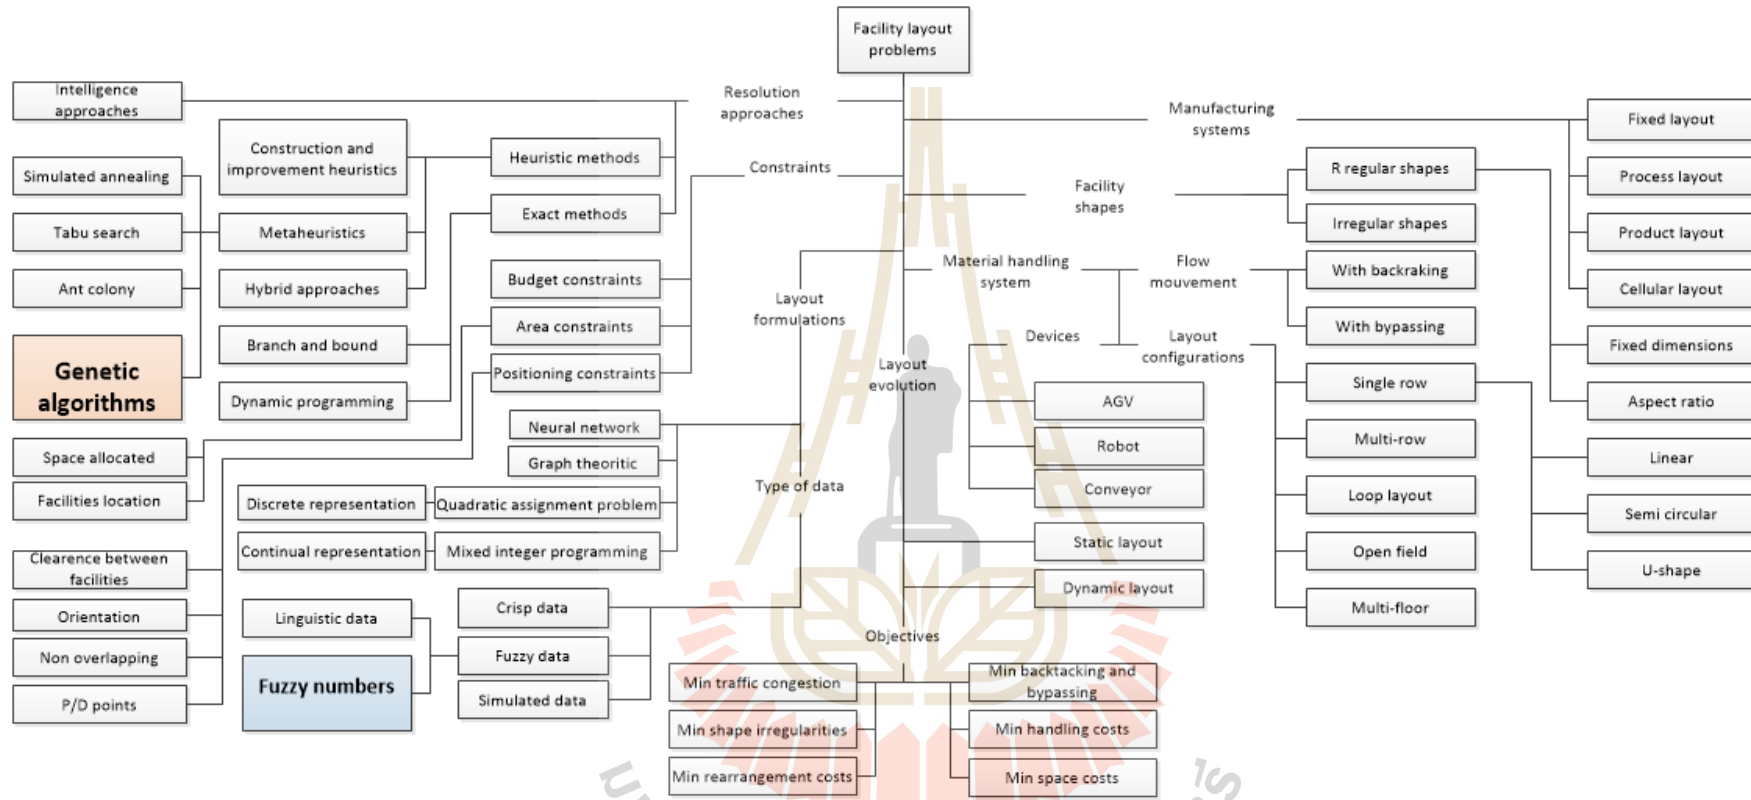 Facility layout
problems
Resolution
approaches
Intelligence
approaches
Construction and
improvement heuristics
Heuristic methods
Simulated annealing
Exact methods
Tabu search
Metaheuristics
Ant colony
Hybrid approaches
Genetic
algorithms
Branch and bound
Dynamic programming
Constraints
Budget constraints
Area constraints
Positioning constraints
Space allocated
Facilities location
Clearence between
facilities
Orientation
Non overlapping
P/D points
Layout
formulations
Neural network
Graph theoritic
Discrete representation
Quadratic assignment problem
Continual representation
Mixed integer programming
Type of data
Crisp data
Linguistic data
Fuzzy data
Fuzzy numbers
Simulated data
Manufacturing
systems
Fixed layout
Process layout
Product layout
Cellular layout
Facility
shapes
R regular shapes
Irregular shapes
Fixed dimensions
Aspect ratio
Material handling
system
Flow
mouvement
With backraking
With bypassing
Devices
AGV
Robot
Conveyor
Layout
configurations
Single row
Multi-row
Loop layout
Open field
Multi-floor
Linear
Semi circular
U-shape
Layout
evolution
Static layout
Dynamic layout
Objectives
Min traffic congestion
Min shape irregularities
Min rearrangement costs
Min backtacking and
bypassing
Min handling costs
Min space costs